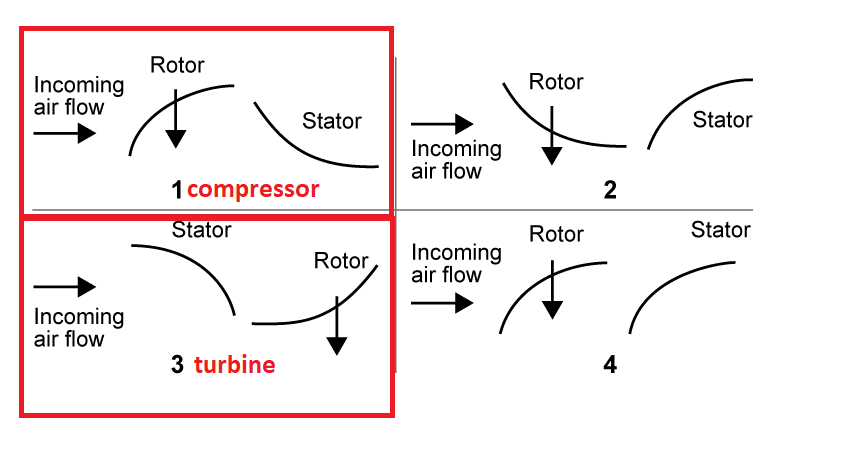 Rotor
Incoming
air flow
Stator
1 compressor
Rotor
Stator
Incoming
air flow
2
Stator
Rotor
Incoming
air flow
3 turbine
Rotor
Stator
Incoming
air flow
4